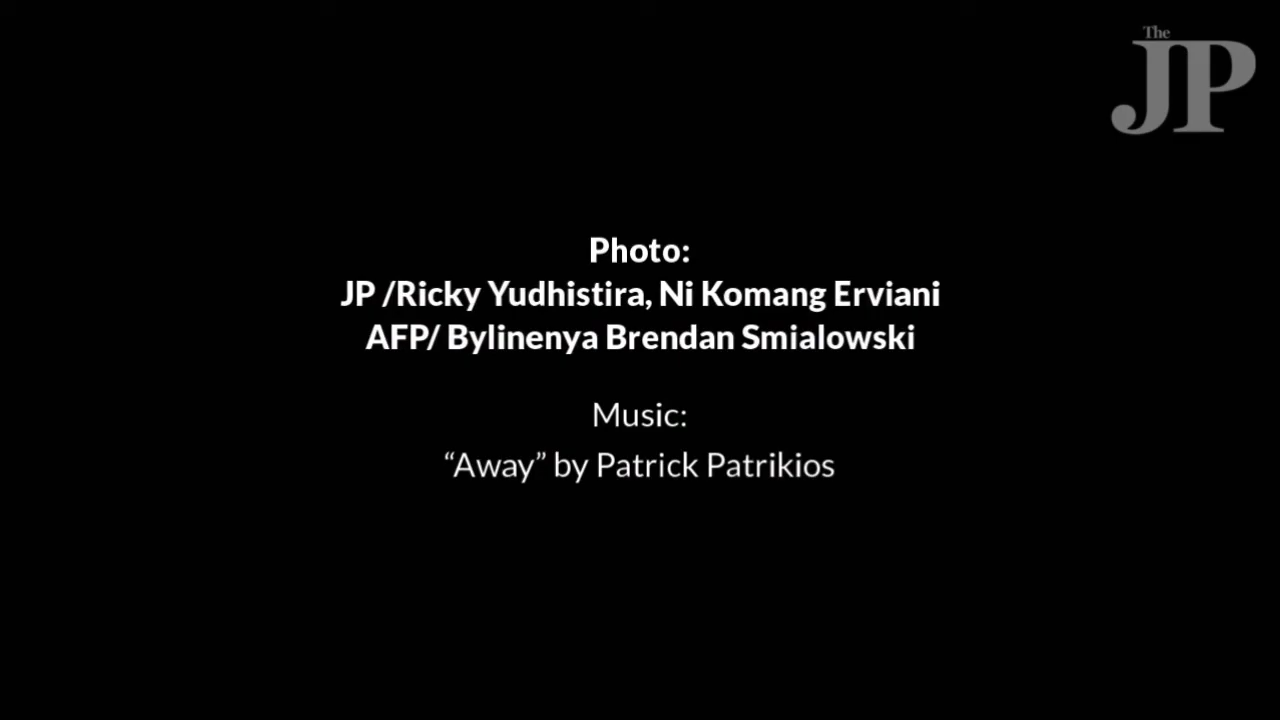 The
JP
Photo:
JP /Ricky Yudhistira, Ni Komang Erviani
AFP/ Bylinenya Brendan Smialowski
Music:
“Away” by Patrick Patrikios